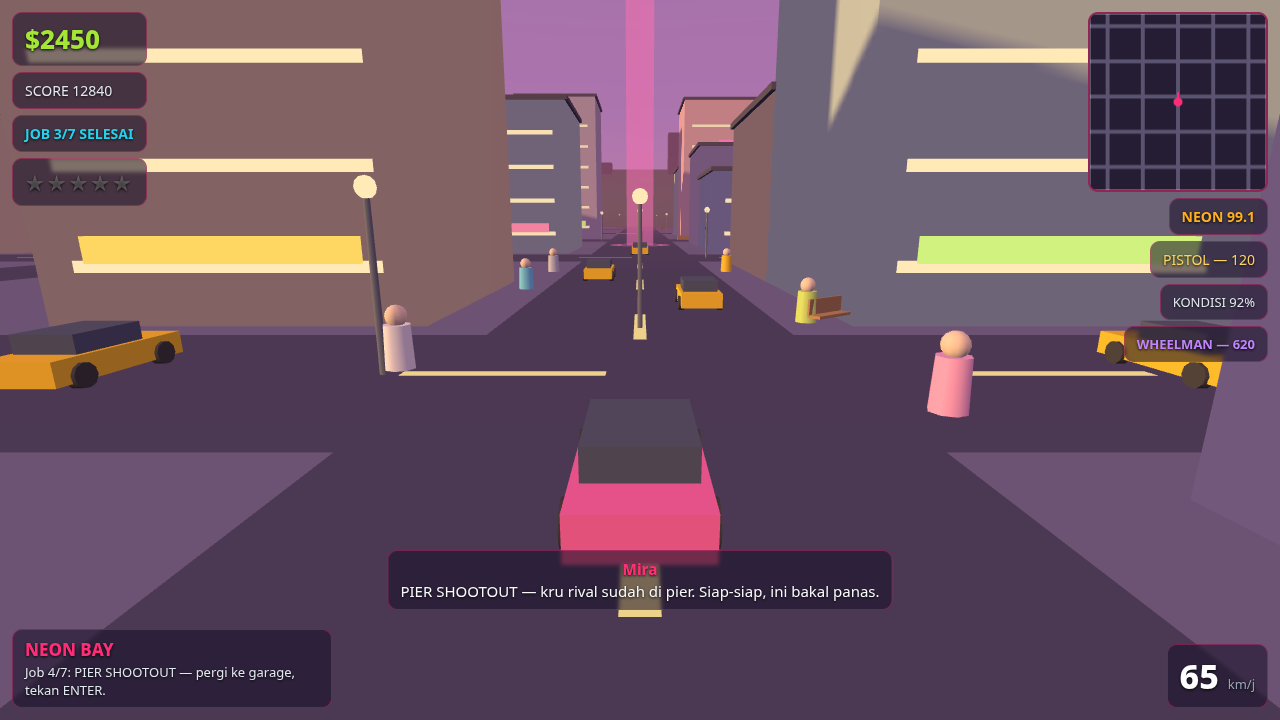 $2450
SCORE 12840
JOB 3/7 SELESAI
★★★★★
NEON 99.1
PISTOL — 120
KONDISI 92%
WHEELMAN — 620
Mira
PIER SHOOTOUT — kru rival sudah di pier. Siap-siap, ini bakal panas.
NEON BAY
Job 4/7: PIER SHOOTOUT — pergi ke garage,
tekan ENTER.
65 km/j